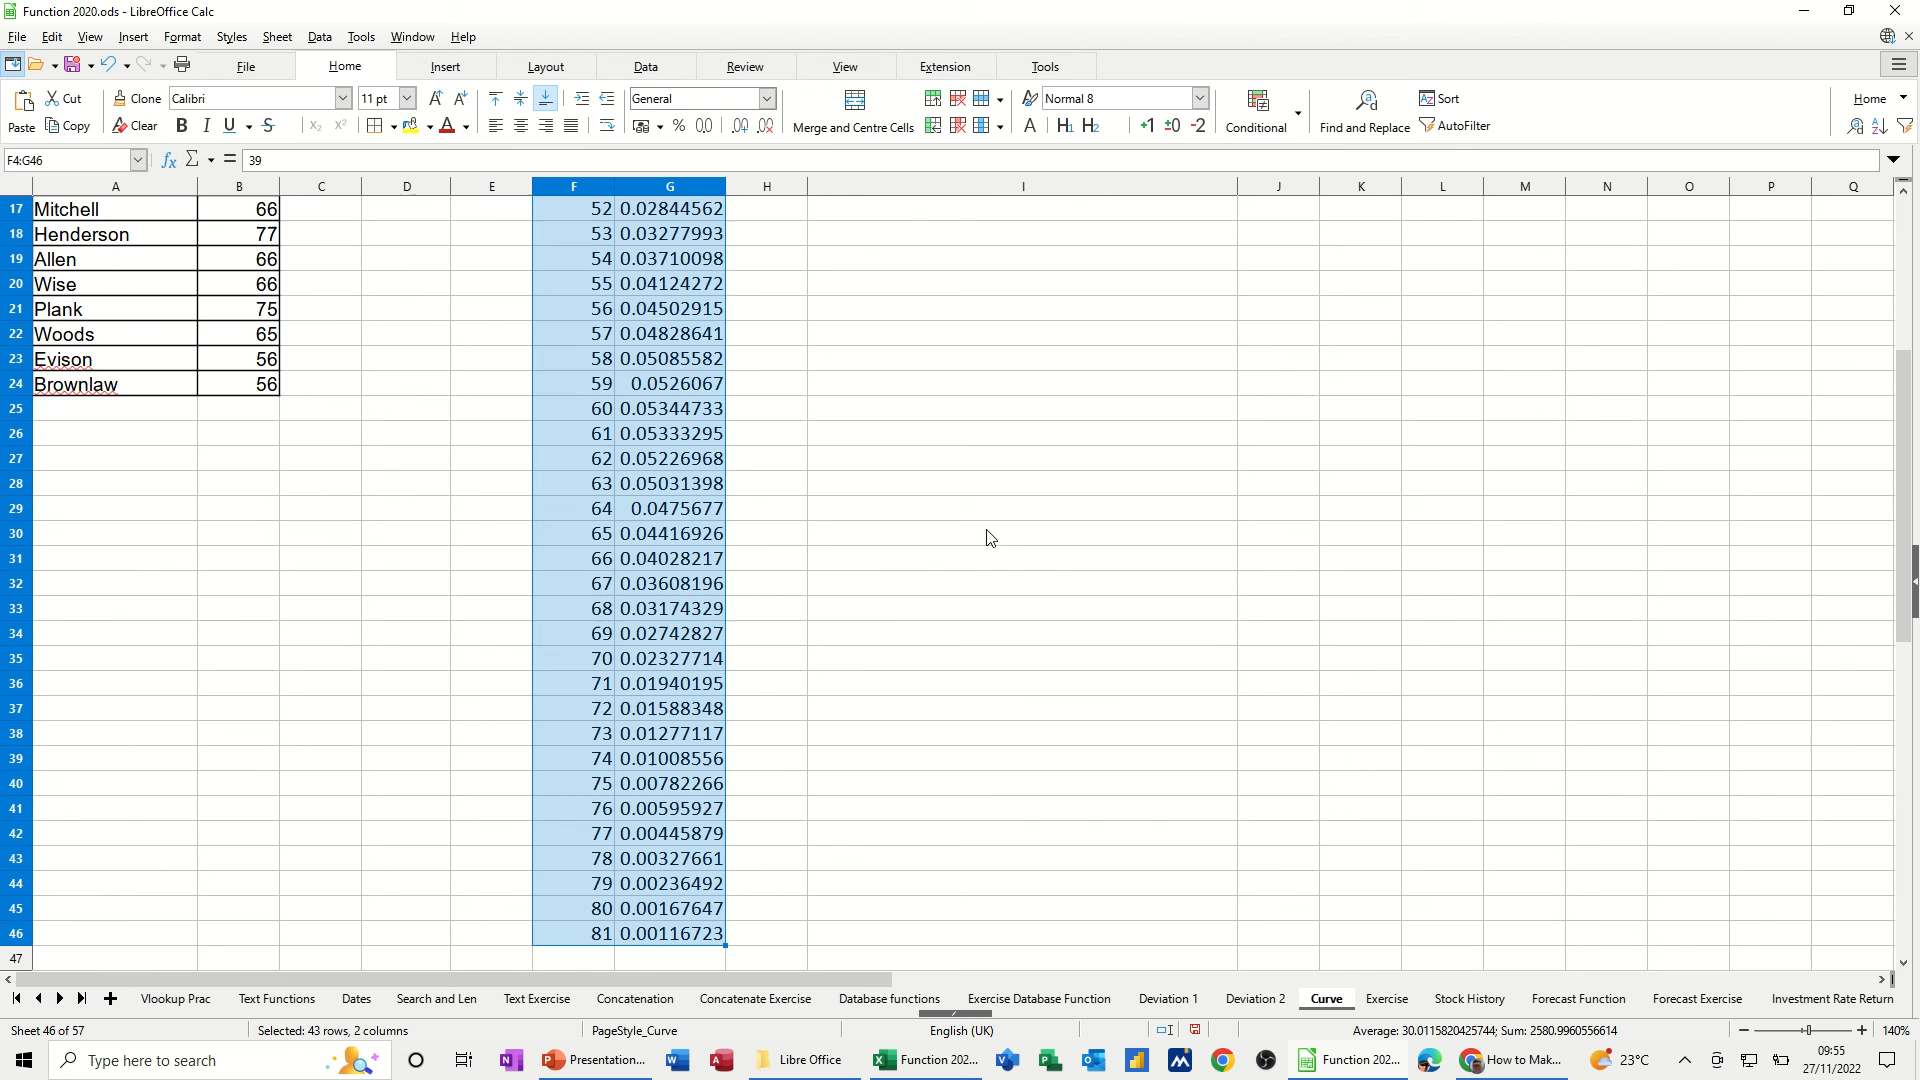 Function 2020.ods - LibreOffice Calc
File Edit View Insert Format Styles Sheet Data Tools Window Help
File Home Insert Layout Data Review View Extension Tools
Cut Clone Calibri 11 pt General Normal 8 Sort Home
Paste Copy Clear B I U S Merge and Centre Cells A H1 H2 +1 ±0 -2 Conditional Find and Replace AutoFilter
F4:G46 fx Σ = 39
A B C D E F G H I J K L M N O P Q
17 Mitchell 66 52 0.02844562
18 Henderson 77 53 0.03277993
19 Allen 66 54 0.03710098
20 Wise 66 55 0.04124272
21 Plank 75 56 0.04502915
22 Woods 65 57 0.04828641
23 Evison 56 58 0.05085582
24 Brownlaw 56 59 0.0526067
25 60 0.05344733
26 61 0.05333295
27 62 0.05226968
28 63 0.05031398
29 64 0.0475677
30 65 0.04416926
31 66 0.04028217
32 67 0.03608196
33 68 0.03174329
34 69 0.02742827
35 70 0.02327714
36 71 0.01940195
37 72 0.01588348
38 73 0.01277117
39 74 0.01008556
40 75 0.00782266
41 76 0.00595927
42 77 0.00445879
43 78 0.00327661
44 79 0.00236492
45 80 0.00167647
46 81 0.00116723
47
Vlookup Prac Text Functions Dates Search and Len Text Exercise Concatenation Concatenate Exercise Database functions Exercise Database Function Deviation 1 Deviation 2 Curve Exercise Stock History Forecast Function Forecast Exercise Investment Rate Return
Sheet 46 of 57 Selected: 43 rows, 2 columns PageStyle_Curve English (UK) Average: 30.0115820425744; Sum: 2580.9960556614 140%
Type here to search Presentation... Libre Office Function 202... Function 202... How to Mak... 23°C 09:55
27/11/2022